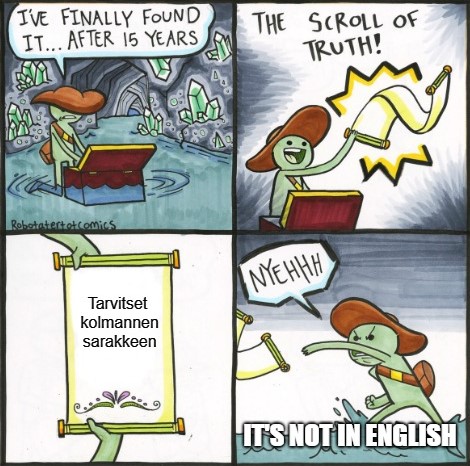 I'VE FINALLY FOUND
IT... AFTER 15 YEARS
Robotatertotcomics
THE SCROLL OF
TRUTH!
Tarvitset
kolmannen
sarakkeen
NYEHHH
IT'S NOT IN ENGLISH